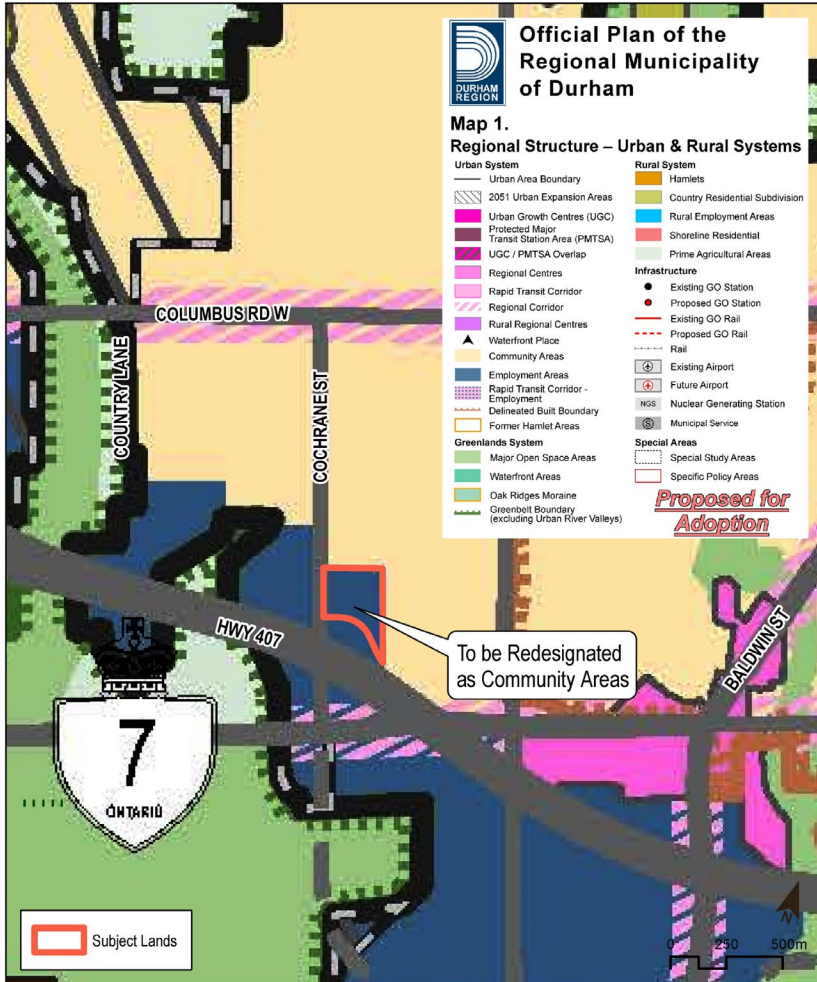 DURHAM
REGION
Official Plan of the
Regional Municipality
of Durham
Map 1.
Regional Structure – Urban & Rural Systems
Urban System
Urban Area Boundary
2051 Urban Expansion Areas
Urban Growth Centres (UGC)
Protected Major
Transit Station Area (PMTSA)
UGC / PMTSA Overlap
Regional Centres
Rapid Transit Corridor
Regional Corridor
Rural Regional Centres
Waterfront Place
Community Areas
Employment Areas
Rapid Transit Corridor -
Employment
Delineated Built Boundary
Former Hamlet Areas
Greenlands System
Major Open Space Areas
Waterfront Areas
Oak Ridges Moraine
Greenbelt Boundary
(excluding Urban River Valleys)
Rural System
Hamlets
Country Residential Subdivision
Rural Employment Areas
Shoreline Residential
Prime Agricultural Areas
Infrastructure
Existing GO Station
Proposed GO Station
Existing GO Rail
Proposed GO Rail
Rail
Existing Airport
Future Airport
NGS Nuclear Generating Station
S Municipal Service
Special Areas
Special Study Areas
Specific Policy Areas
Proposed for
Adoption
COLUMBUS RD W
COUNTRY LANE
COCHRANE ST
HWY 407
To be Redesignated
as Community Areas
BALDWIN ST
7
ONTARIO
Subject Lands
N
0 250 500m